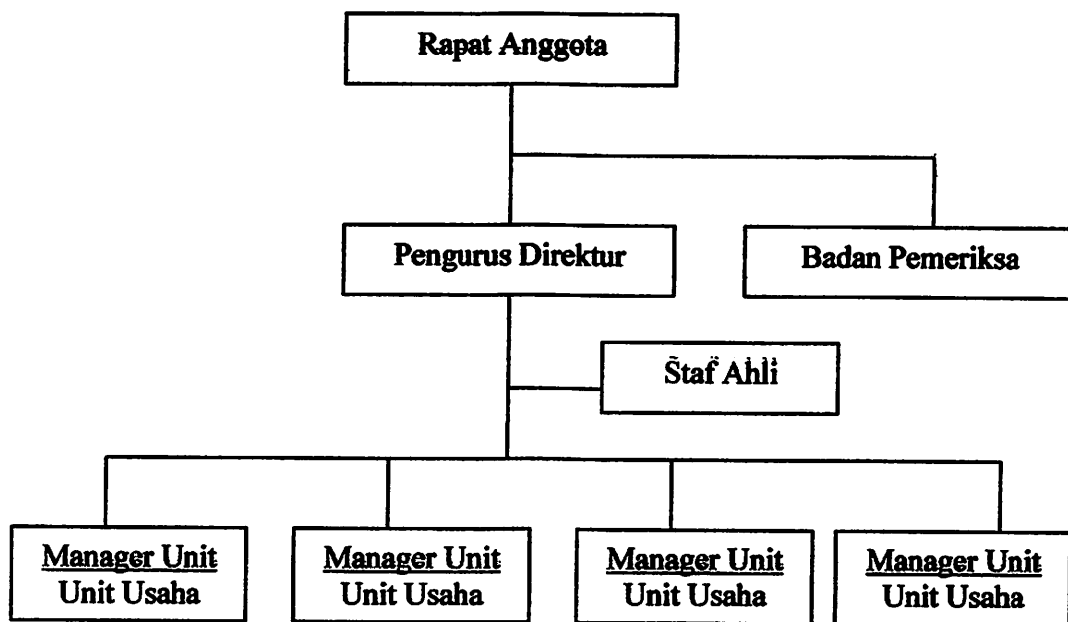 Rapat Anggota
Pengurus Direktur
Badan Pemeriksa
Staf Ahli
Manager Unit
Unit Usaha
Manager Unit
Unit Usaha
Manager Unit
Unit Usaha
Manager Unit
Unit Usaha